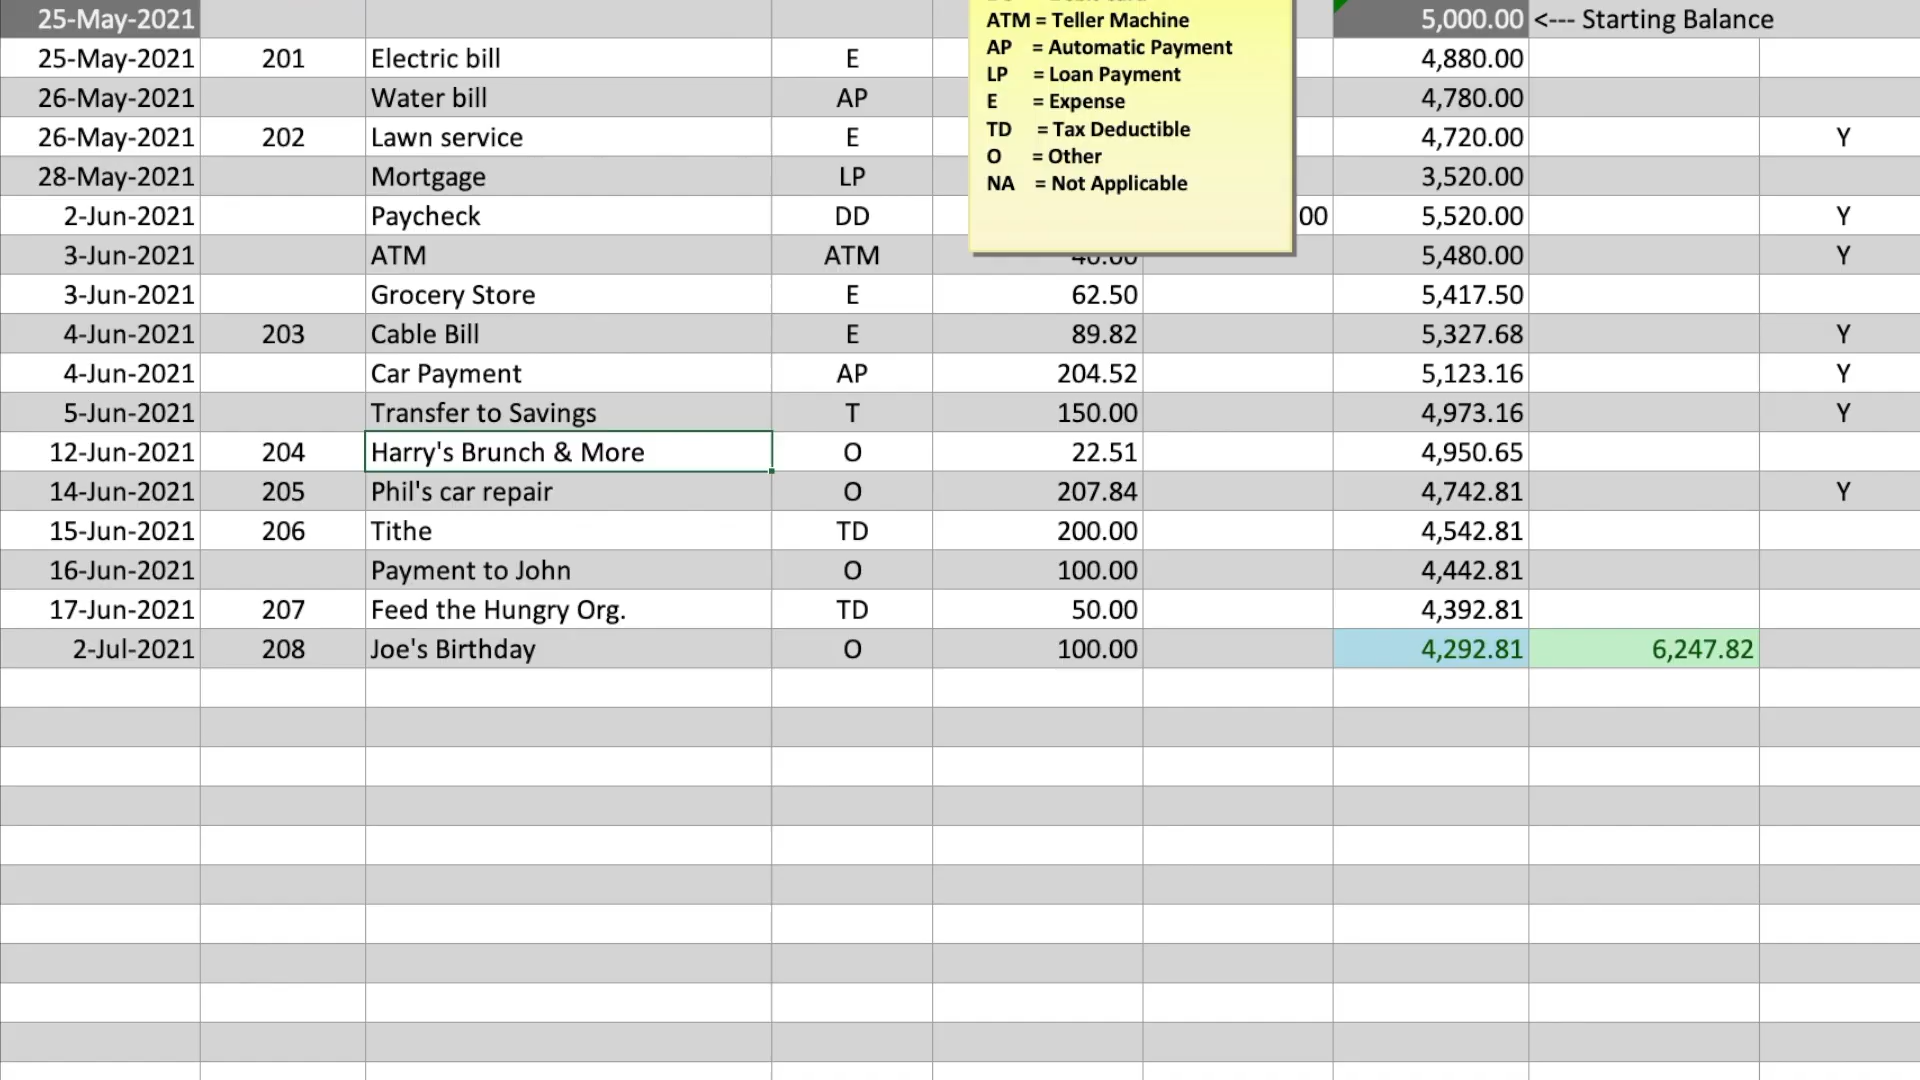 25-May-2021 5,000.00 <--- Starting Balance
ATM = Teller Machine
AP = Automatic Payment
LP = Loan Payment
E = Expense
TD = Tax Deductible
O = Other
NA = Not Applicable
25-May-2021 201 Electric bill E 4,880.00
26-May-2021 Water bill AP 4,780.00
26-May-2021 202 Lawn service E 4,720.00 Y
28-May-2021 Mortgage LP 3,520.00
2-Jun-2021 Paycheck DD 00 5,520.00 Y
3-Jun-2021 ATM ATM 40.00 5,480.00 Y
3-Jun-2021 Grocery Store E 62.50 5,417.50
4-Jun-2021 203 Cable Bill E 89.82 5,327.68 Y
4-Jun-2021 Car Payment AP 204.52 5,123.16 Y
5-Jun-2021 Transfer to Savings T 150.00 4,973.16 Y
12-Jun-2021 204 Harry's Brunch & More O 22.51 4,950.65
14-Jun-2021 205 Phil's car repair O 207.84 4,742.81 Y
15-Jun-2021 206 Tithe TD 200.00 4,542.81
16-Jun-2021 Payment to John O 100.00 4,442.81
17-Jun-2021 207 Feed the Hungry Org. TD 50.00 4,392.81
2-Jul-2021 208 Joe's Birthday O 100.00 4,292.81 6,247.82